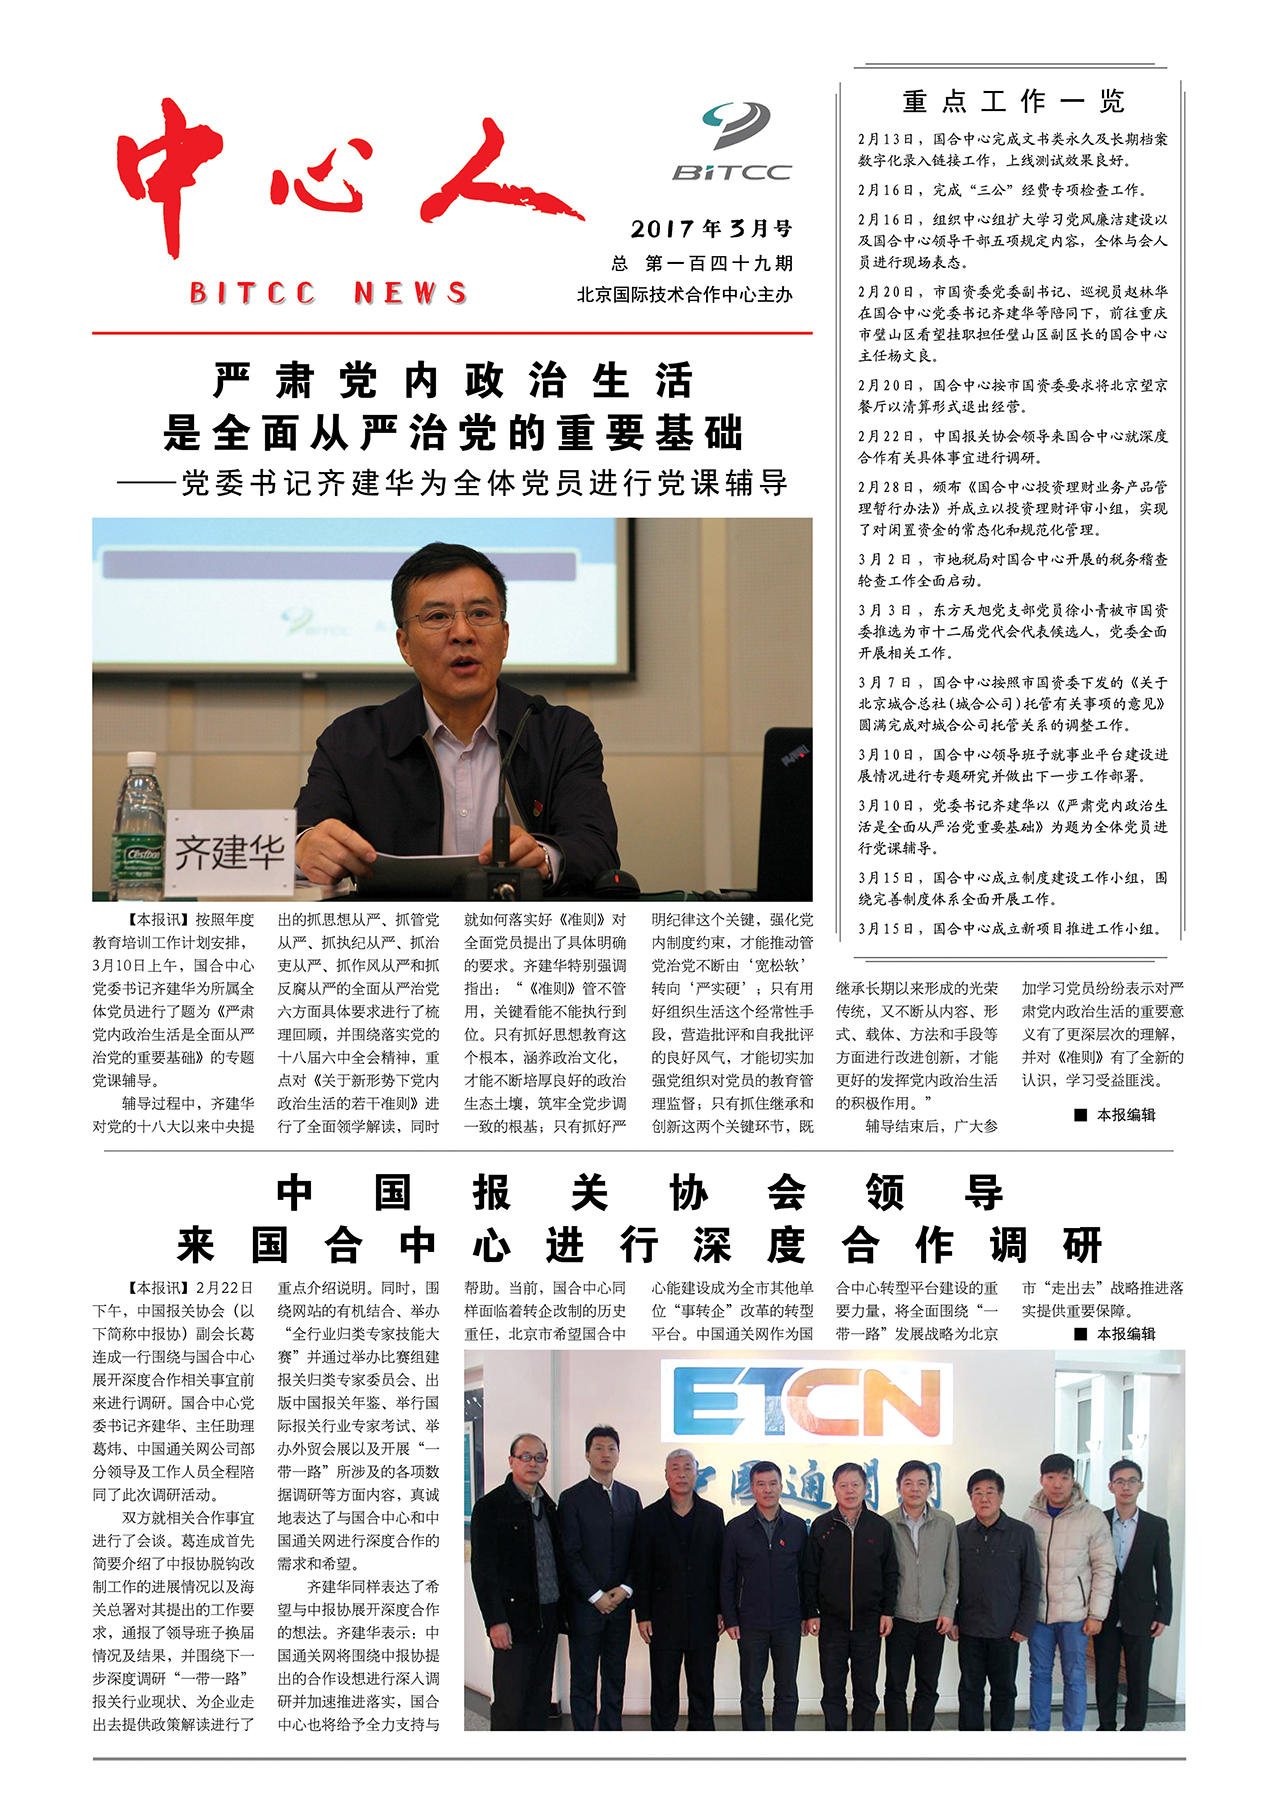 中心人
BITCC NEWS
BiTCC
2017年3月号
总 第一百四十九期
北京国际技术合作中心主办
严肃党内政治生活
是全面从严治党的重要基础
——党委书记齐建华为全体党员进行党课辅导
BiTCC
Cestbon
齐建华
【本报讯】按照年度
教育培训工作计划安排，
3月10日上午，国合中心
党委书记齐建华为所属全
体党员进行了题为《严肃
党内政治生活是全面从严
治党的重要基础》的专题
党课辅导。
辅导过程中，齐建华
对党的十八大以来中央提
出的抓思想从严、抓管党
从严、抓执纪从严、抓治
吏从严、抓作风从严和抓
反腐从严的全面从严治党
六方面具体要求进行了梳
理回顾，并围绕落实党的
十八届六中全会精神，重
点对《关于新形势下党内
政治生活的若干准则》进
行了全面领学解读，同时
就如何落实好《准则》对
全面党员提出了具体明确
的要求。齐建华特别强调
指出：“《准则》管不管
用，关键看能不能执行到
位。只有抓好思想教育这
个根本，涵养政治文化，
才能不断培厚良好的政治
生态土壤，筑牢全党步调
一致的根基；只有抓好严
明纪律这个关键，强化党
内制度约束，才能推动管
党治党不断由‘宽松软’
转向‘严实硬’；只有用
好组织生活这个经常性手
段，营造批评和自我批评
的良好风气，才能切实加
强党组织对党员的教育管
理监督；只有抓住继承和
创新这两个关键环节，既
继承长期以来形成的光荣
传统，又不断从内容、形
式、载体、方法和手段等
方面进行改进创新，才能
更好的发挥党内政治生活
的积极作用。”
辅导结束后，广大参
加学习党员纷纷表示对严
肃党内政治生活的重要意
义有了更深层次的理解，
并对《准则》有了全新的
认识，学习受益匪浅。
■ 本报编辑
重点工作一览
2月13日，国合中心完成文书类永久及长期档案
数字化录入链接工作，上线测试效果良好。
2月16日，完成“三公”经费专项检查工作。
2月16日，组织中心组扩大学习党风廉洁建设以
及国合中心领导干部五项规定内容，全体与会人
员进行现场表态。
2月20日，市国资委党委副书记、巡视员赵林华
在国合中心党委书记齐建华等陪同下，前往重庆
市璧山区看望挂职担任璧山区副区长的国合中心
主任杨文良。
2月20日，国合中心按市国资委要求将北京望京
餐厅以清算形式退出经营。
2月22日，中国报关协会领导来国合中心就深度
合作有关具体事宜进行调研。
2月28日，颁布《国合中心投资理财业务产品管
理暂行办法》并成立以投资理财评审小组，实现
了对闲置资金的常态化和规范化管理。
3月2日，市地税局对国合中心开展的税务稽查
轮查工作全面启动。
3月3日，东方天旭党支部党员徐小青被市国资
委推选为市十二届党代会代表候选人，党委全面
开展相关工作。
3月7日，国合中心按照市国资委下发的《关于
北京城合总社(城合公司)托管有关事项的意见》
圆满完成对城合公司托管关系的调整工作。
3月10日，国合中心领导班子就事业平台建设进
展情况进行专题研究并做出下一步工作部署。
3月10日，党委书记齐建华以《严肃党内政治生
活是全面从严治党重要基础》为题为全体党员进
行党课辅导。
3月15日，国合中心成立制度建设工作小组，围
绕完善制度体系全面开展工作。
3月15日，国合中心成立新项目推进工作小组。
中国报关协会领导
来国合中心进行深度合作调研
【本报讯】2月22日
下午，中国报关协会（以
下简称中报协）副会长葛
连成一行围绕与国合中心
展开深度合作相关事宜前
来进行调研。国合中心党
委书记齐建华、主任助理
葛炜、中国通关网公司部
分领导及工作人员全程陪
同了此次调研活动。
双方就相关合作事宜
进行了会谈。葛连成首先
简要介绍了中报协脱钩改
制工作的进展情况以及海
关总署对其提出的工作要
求，通报了领导班子换届
情况及结果，并围绕下一
步深度调研“一带一路”
报关行业现状、为企业走
出去提供政策解读进行了
重点介绍说明。同时，围
绕网站的有机结合、举办
“全行业归类专家技能大
赛”并通过举办比赛组建
报关归类专家委员会、出
版中国报关年鉴、举行国
际报关行业专家考试、举
办外贸会展以及开展“一
带一路”所涉及的各项数
据调研等方面内容，真诚
地表达了与国合中心和中
国通关网进行深度合作的
需求和希望。
齐建华同样表达了希
望与中报协展开深度合作
的想法。齐建华表示：中
国通关网将围绕中报协提
出的合作设想进行深入调
研并加速推进落实，国合
中心也将给予全力支持与
帮助。当前，国合中心同
样面临着转企改制的历史
重任，北京市希望国合中
心能建设成为全市其他单
位“事转企”改革的转型
平台。中国通关网作为国
合中心转型平台建设的重
要力量，将全面围绕“一
带一路”发展战略为北京
市“走出去”战略推进落
实提供重要保障。
■ 本报编辑
ETCN
中国通关网